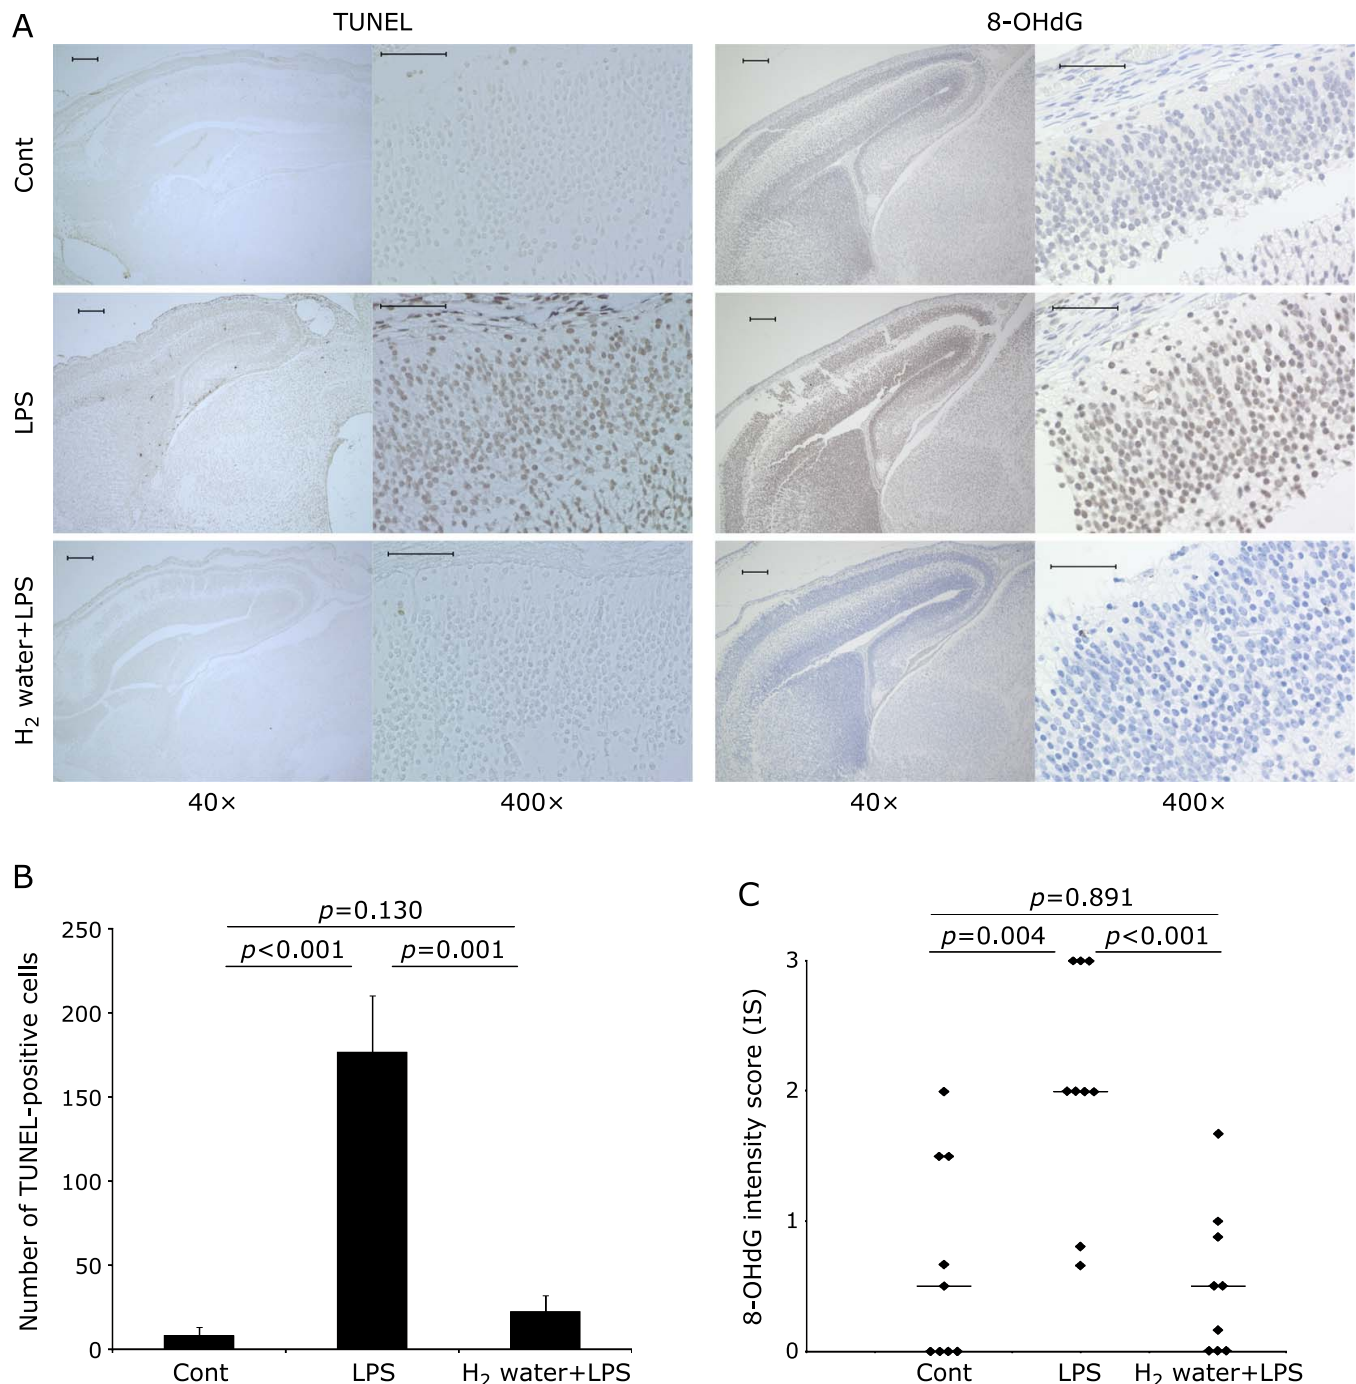 A
TUNEL
8-OHdG
Cont
LPS
H₂ water+LPS
40×
400×
40×
400×
B
p=0.130
p<0.001
p=0.001
Number of TUNEL-positive cells
250
200
150
100
50
0
Cont
LPS
H₂ water+LPS
C
p=0.891
p=0.004
p<0.001
8-OHdG intensity score (IS)
3
2
1
0
Cont
LPS
H₂ water+LPS